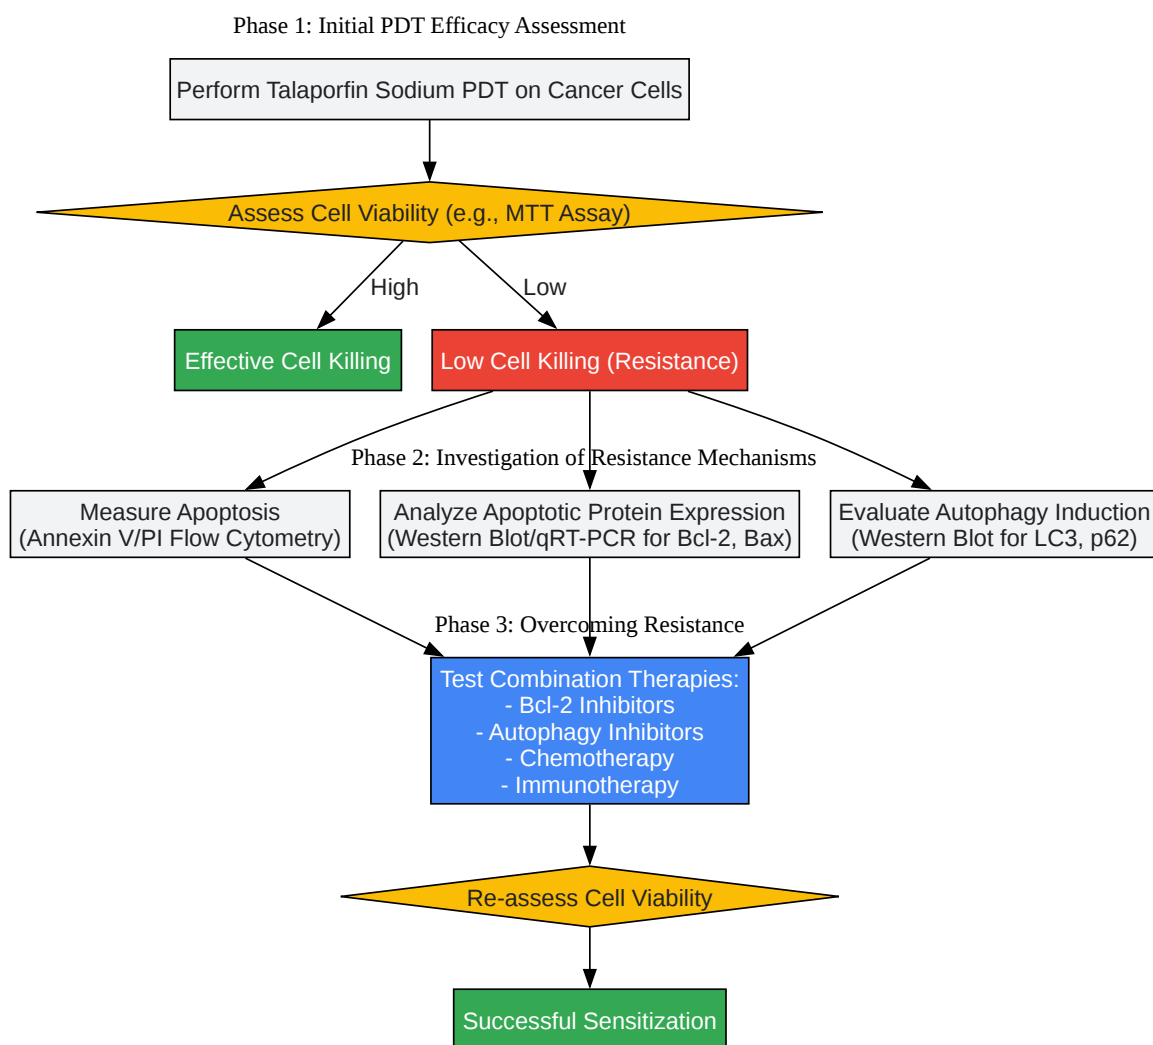 Phase 1: Initial PDT Efficacy Assessment
Perform Talaporfin Sodium PDT on Cancer Cells
Assess Cell Viability (e.g., MTT Assay)
High
Low
Effective Cell Killing
Low Cell Killing (Resistance)
Phase 2: Investigation of Resistance Mechanisms
Measure Apoptosis
(Annexin V/PI Flow Cytometry)
Analyze Apoptotic Protein Expression
(Western Blot/qRT-PCR for Bcl-2, Bax)
Evaluate Autophagy Induction
(Western Blot for LC3, p62)
Phase 3: Overcoming Resistance
Test Combination Therapies:
- Bcl-2 Inhibitors
- Autophagy Inhibitors
- Chemotherapy
- Immunotherapy
Re-assess Cell Viability
Successful Sensitization